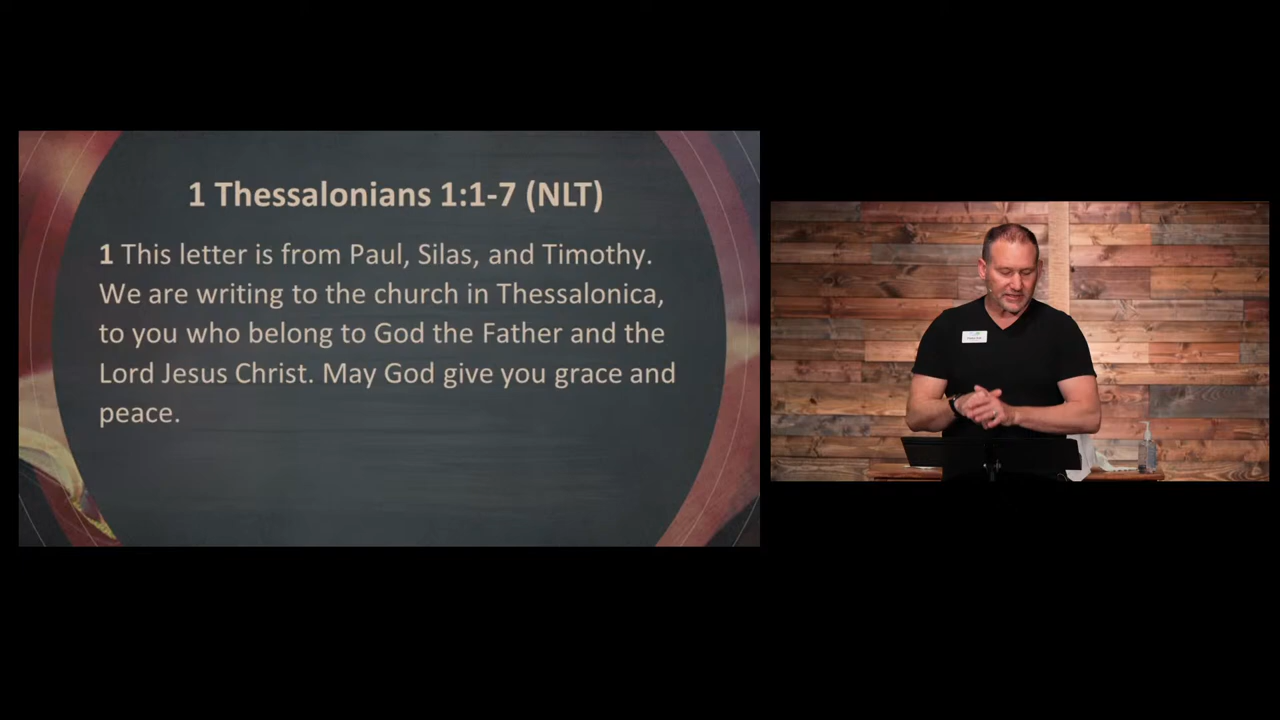 1 Thessalonians 1:1-7 (NLT)
1 This letter is from Paul, Silas, and Timothy.
We are writing to the church in Thessalonica,
to you who belong to God the Father and the
Lord Jesus Christ. May God give you grace and
peace.